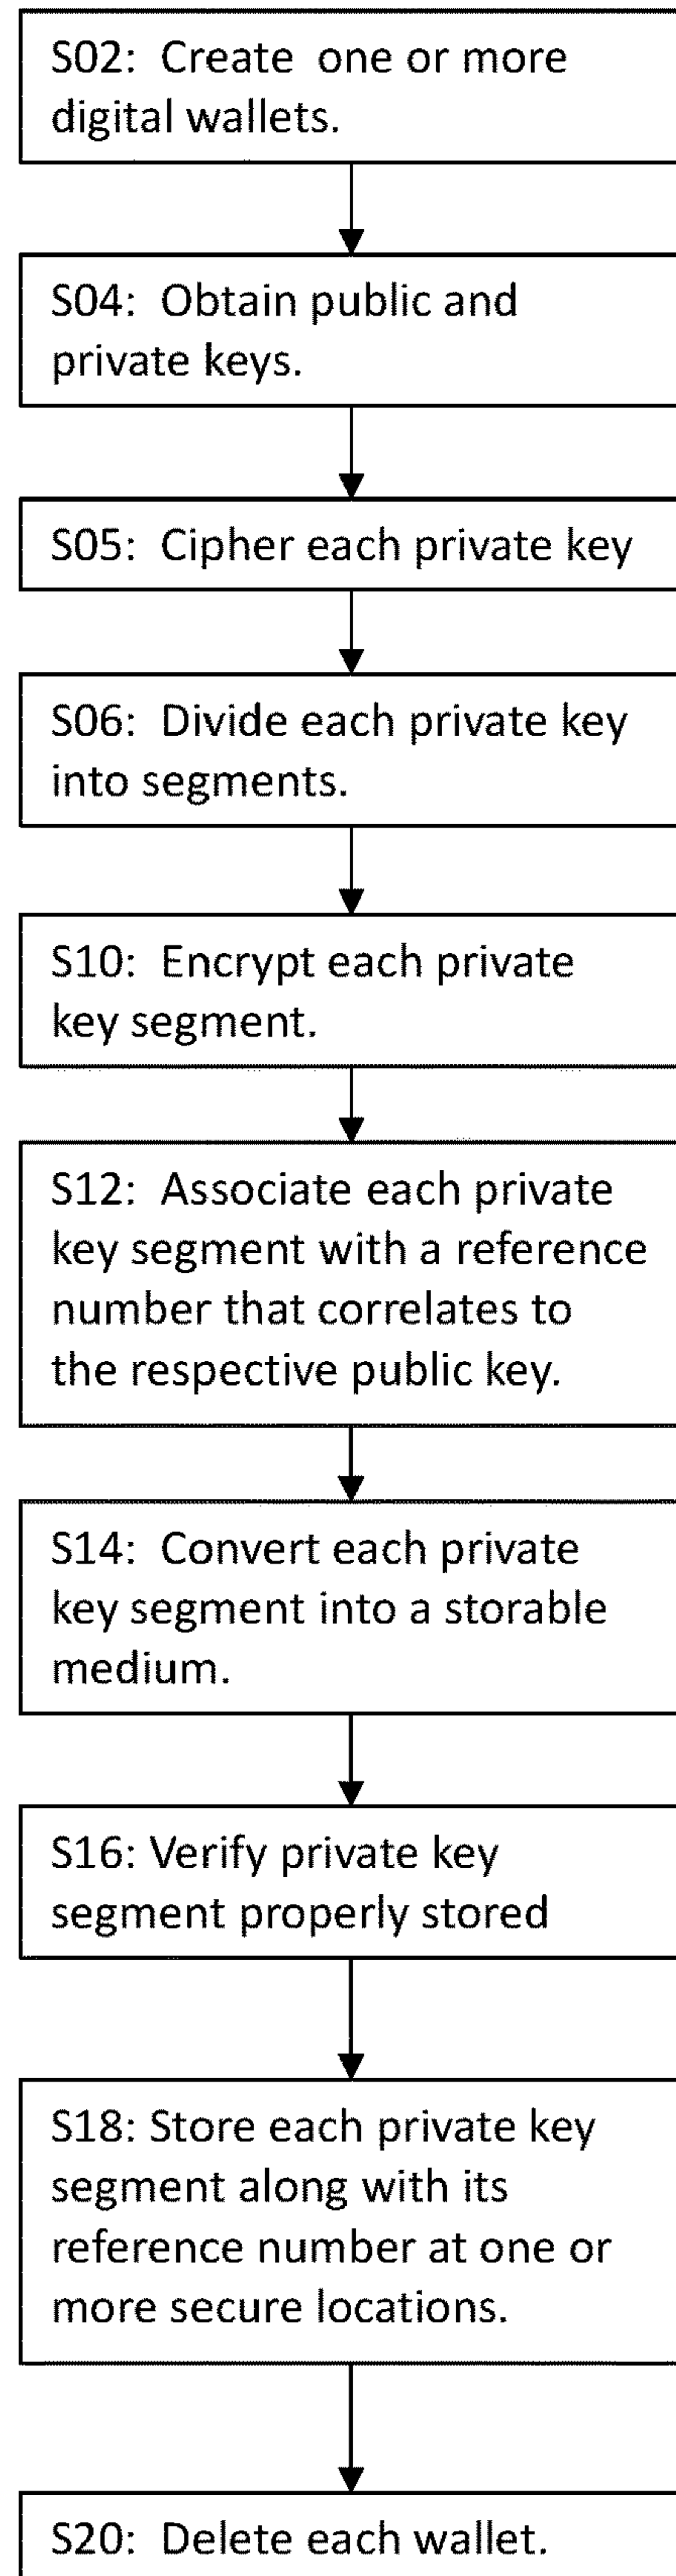 S02: Create one or more
digital wallets.
S04: Obtain public and
private keys.
S05: Cipher each private key
S06: Divide each private key
into segments.
S10: Encrypt each private
key segment.
S12: Associate each private
key segment with a reference
number that correlates to
the respective public key.
S14: Convert each private
key segment into a storable
medium.
S16: Verify private key
segment properly stored
S18: Store each private key
segment along with its
reference number at one or
more secure locations.
S20: Delete each wallet.